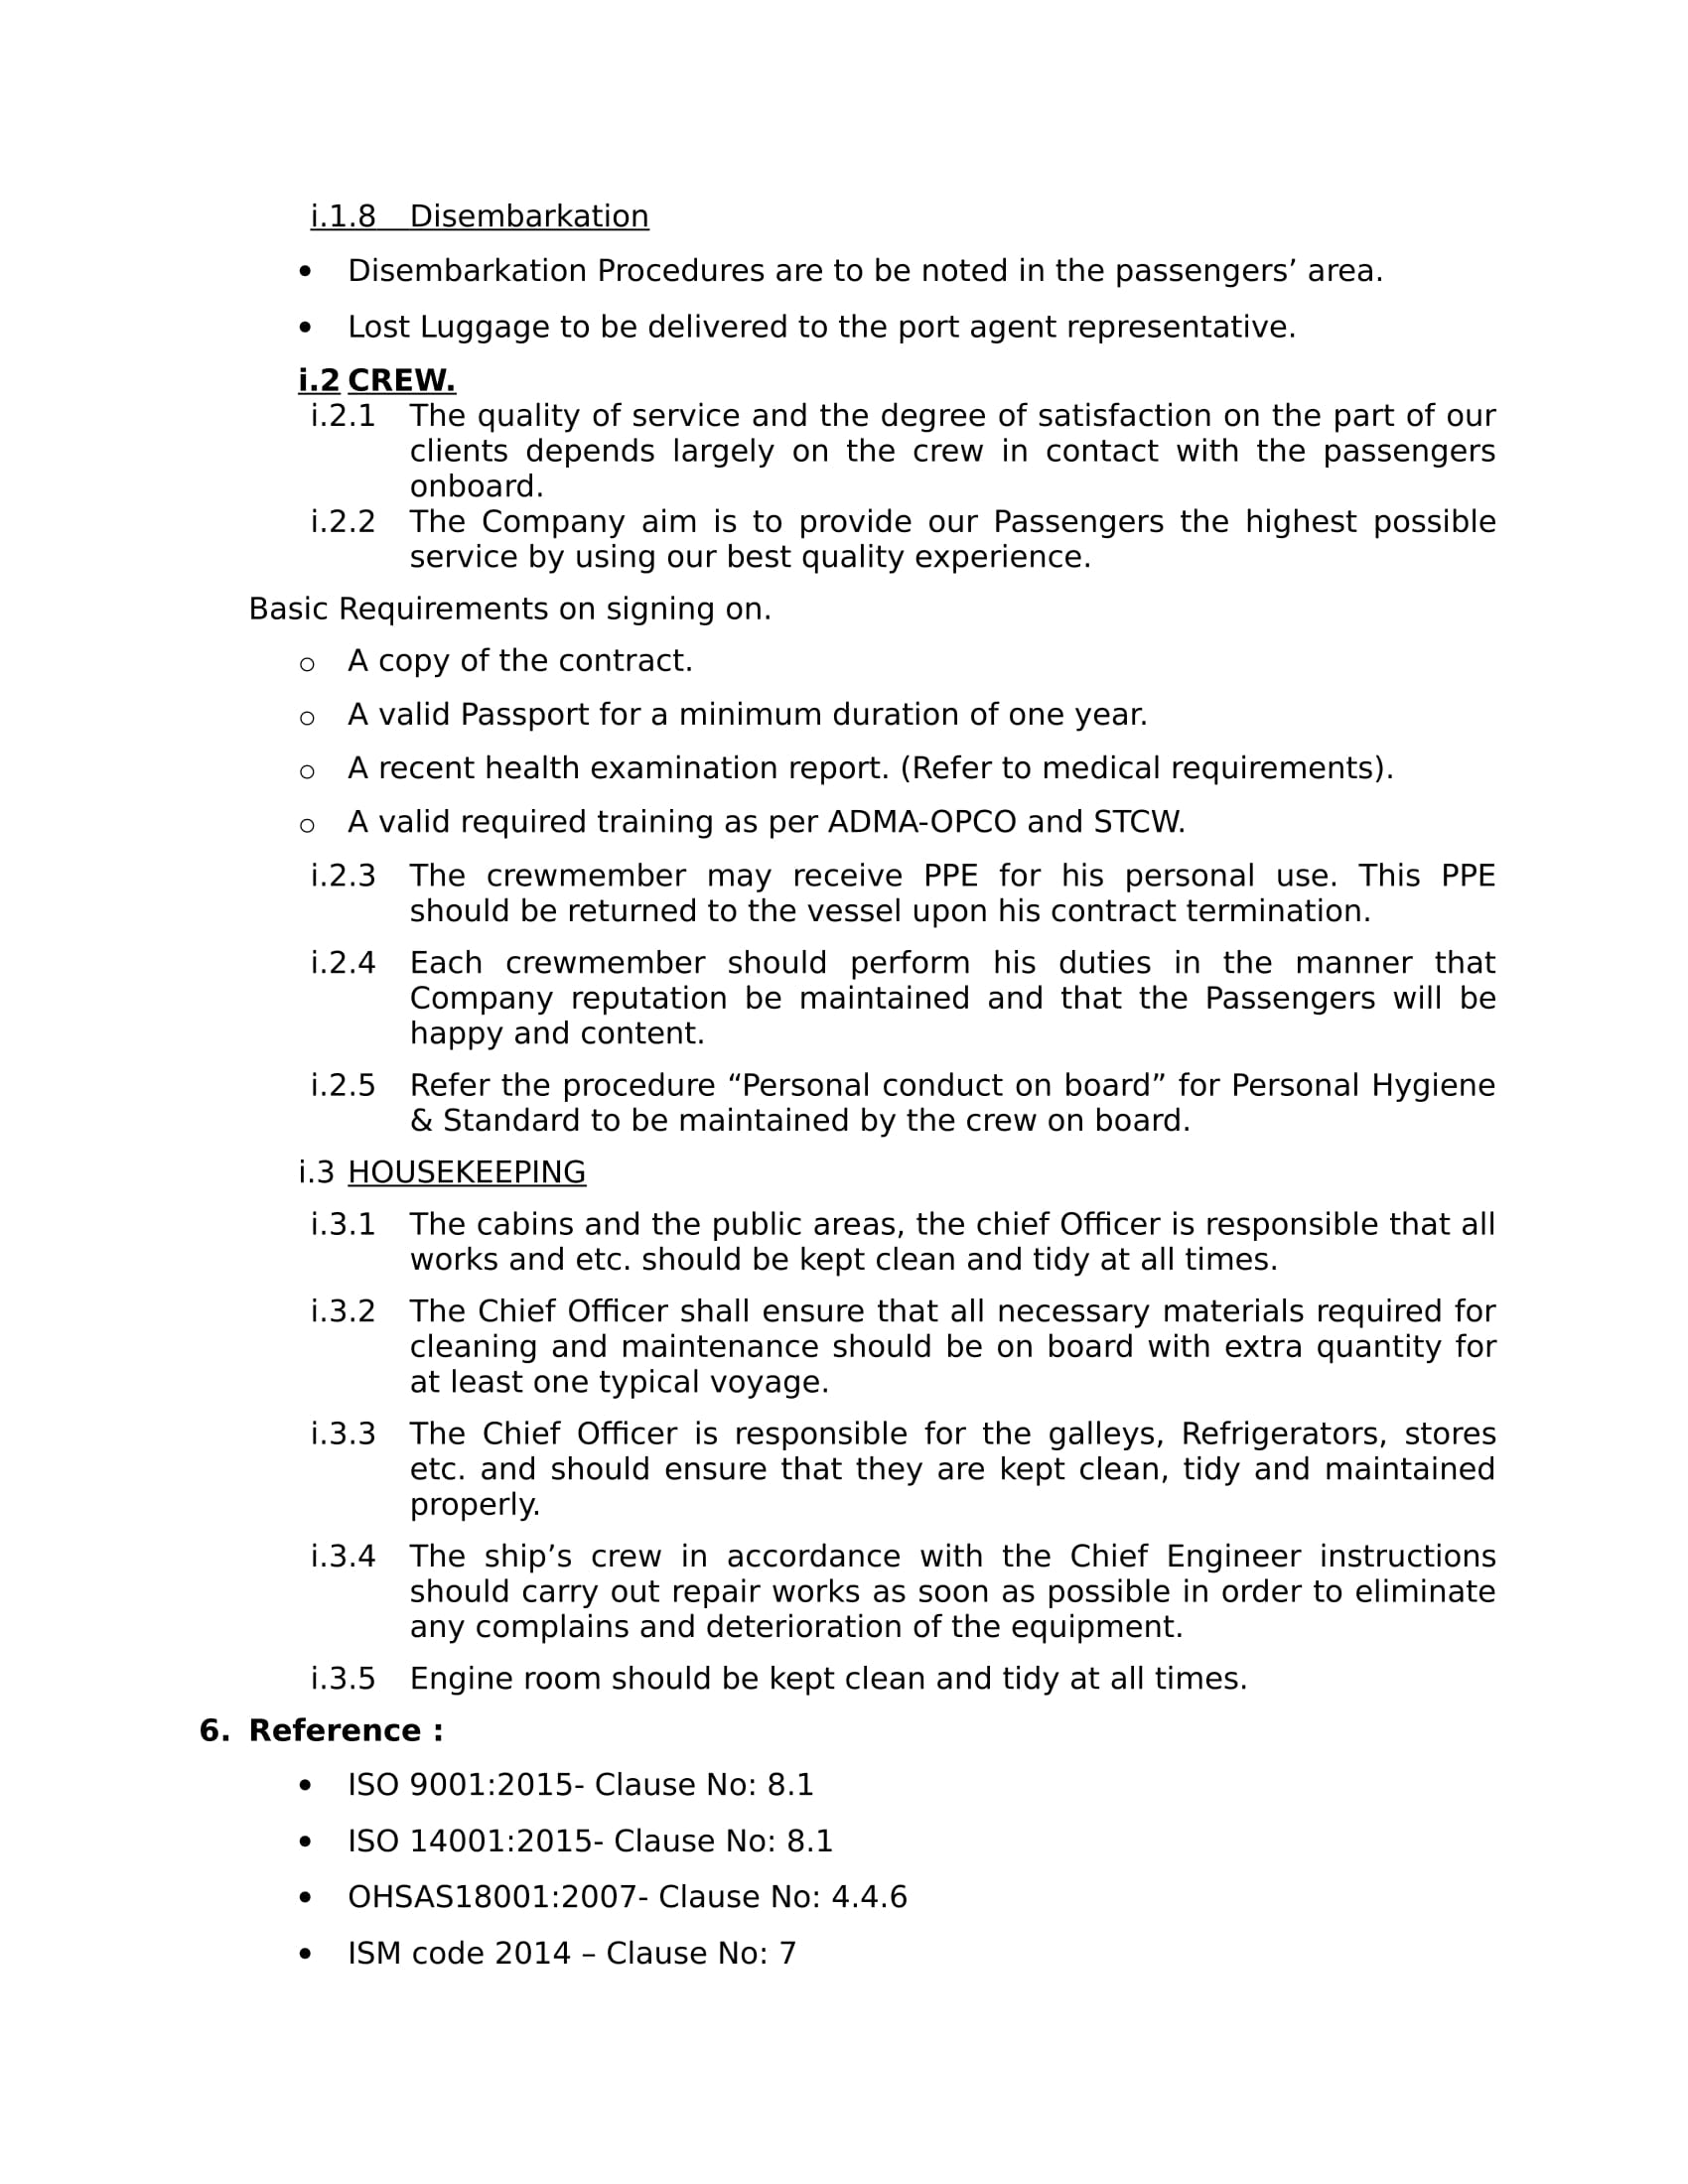 i.1.8 Disembarkation
• Disembarkation Procedures are to be noted in the passengers’ area.
• Lost Luggage to be delivered to the port agent representative.
i.2 CREW.
i.2.1 The quality of service and the degree of satisfaction on the part of our
clients depends largely on the crew in contact with the passengers
onboard.
i.2.2 The Company aim is to provide our Passengers the highest possible
service by using our best quality experience.
Basic Requirements on signing on.
○ A copy of the contract.
○ A valid Passport for a minimum duration of one year.
○ A recent health examination report. (Refer to medical requirements).
○ A valid required training as per ADMA-OPCO and STCW.
i.2.3 The crewmember may receive PPE for his personal use. This PPE
should be returned to the vessel upon his contract termination.
i.2.4 Each crewmember should perform his duties in the manner that
Company reputation be maintained and that the Passengers will be
happy and content.
i.2.5 Refer the procedure “Personal conduct on board” for Personal Hygiene
& Standard to be maintained by the crew on board.
i.3 HOUSEKEEPING
i.3.1 The cabins and the public areas, the chief Officer is responsible that all
works and etc. should be kept clean and tidy at all times.
i.3.2 The Chief Officer shall ensure that all necessary materials required for
cleaning and maintenance should be on board with extra quantity for
at least one typical voyage.
i.3.3 The Chief Officer is responsible for the galleys, Refrigerators, stores
etc. and should ensure that they are kept clean, tidy and maintained
properly.
i.3.4 The ship’s crew in accordance with the Chief Engineer instructions
should carry out repair works as soon as possible in order to eliminate
any complains and deterioration of the equipment.
i.3.5 Engine room should be kept clean and tidy at all times.
6. Reference :
• ISO 9001:2015- Clause No: 8.1
• ISO 14001:2015- Clause No: 8.1
• OHSAS18001:2007- Clause No: 4.4.6
• ISM code 2014 – Clause No: 7